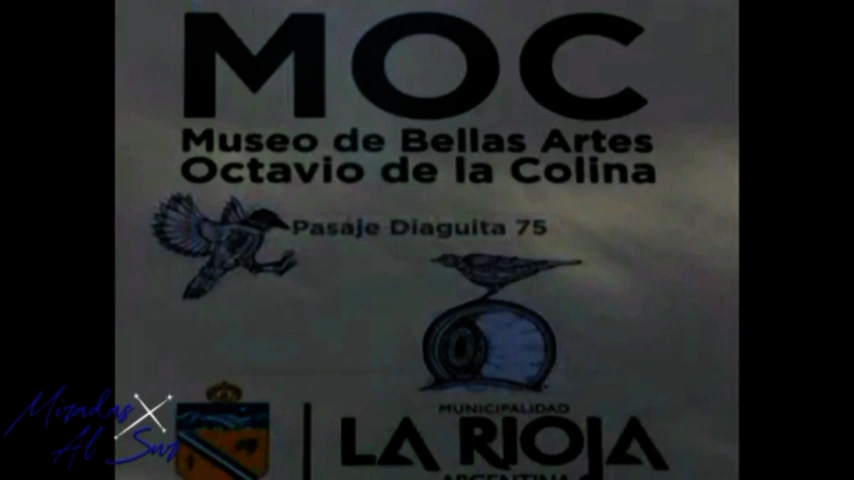 MOC
Museo de Bellas Artes
Octavio de la Colina
Pasaje Diaguita 75
MUNICIPALIDAD
LA RIOJA
ARGENTINA
Miradas
Al Sur